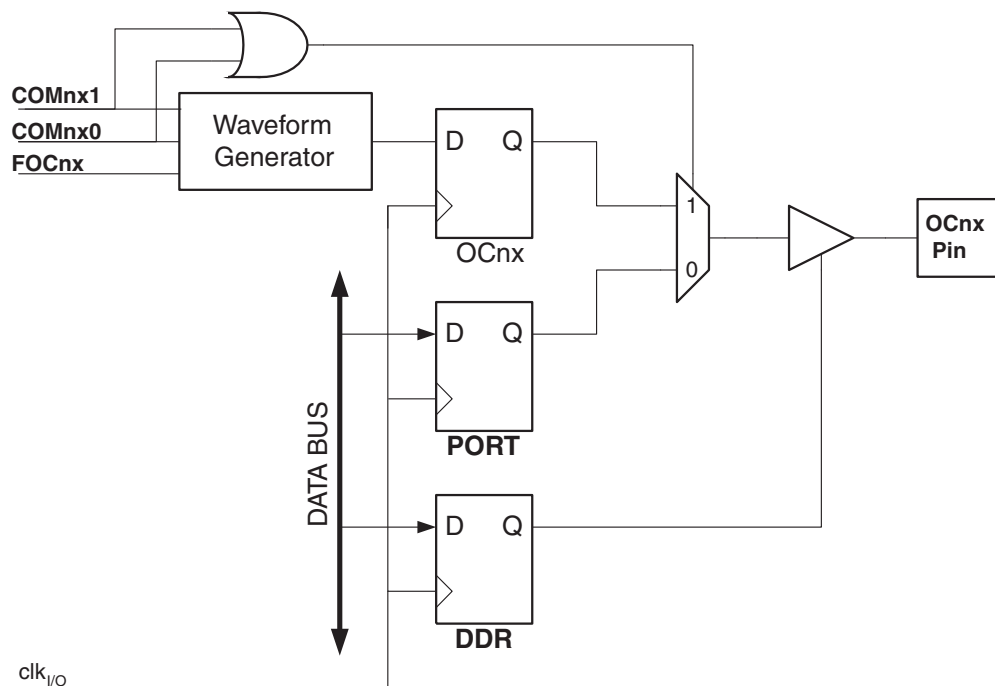 COMnx1
COMnx0
FOCnx
Waveform
Generator
D Q
OCnx
1
0
OCnx
Pin
D Q
PORT
DATA BUS
D Q
DDR
clkI/O